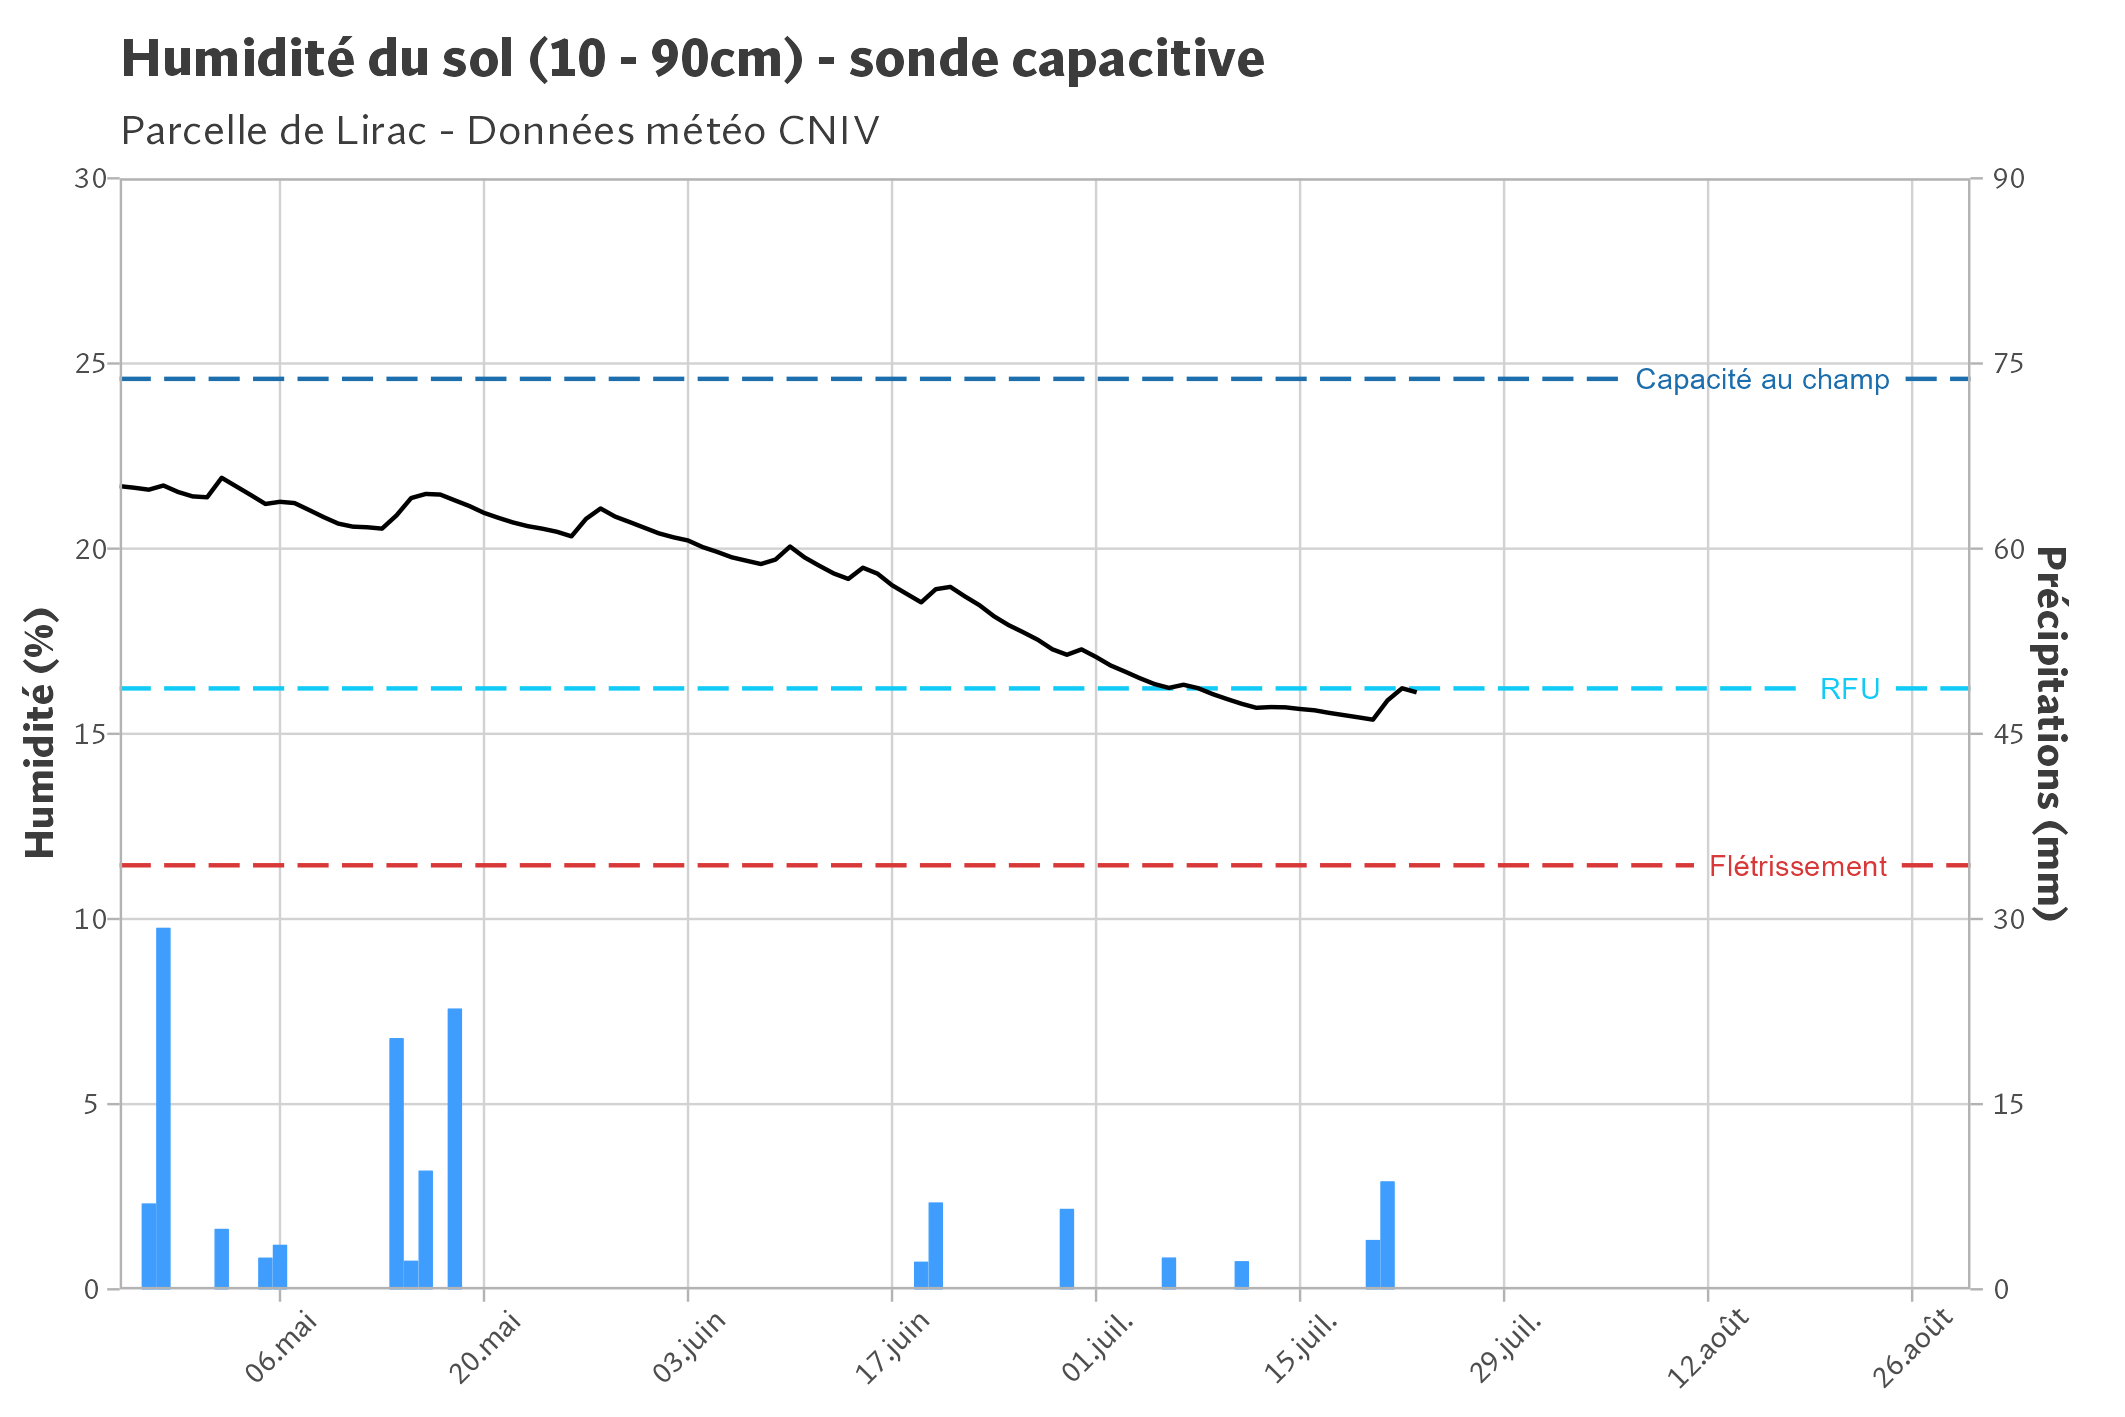 Humidité du sol (10 - 90cm) - sonde capacitive
Parcelle de Lirac - Données météo CNIV
30
90
25
75
Capacité au champ
20
60
Humidité (%)
Précipitations (mm)
RFU
15
45
Flétrissement
10
30
5
15
0
0
06.mai
20.mai
03.juin
17.juin
01.juil.
15.juil.
29.juil.
12.août
26.août